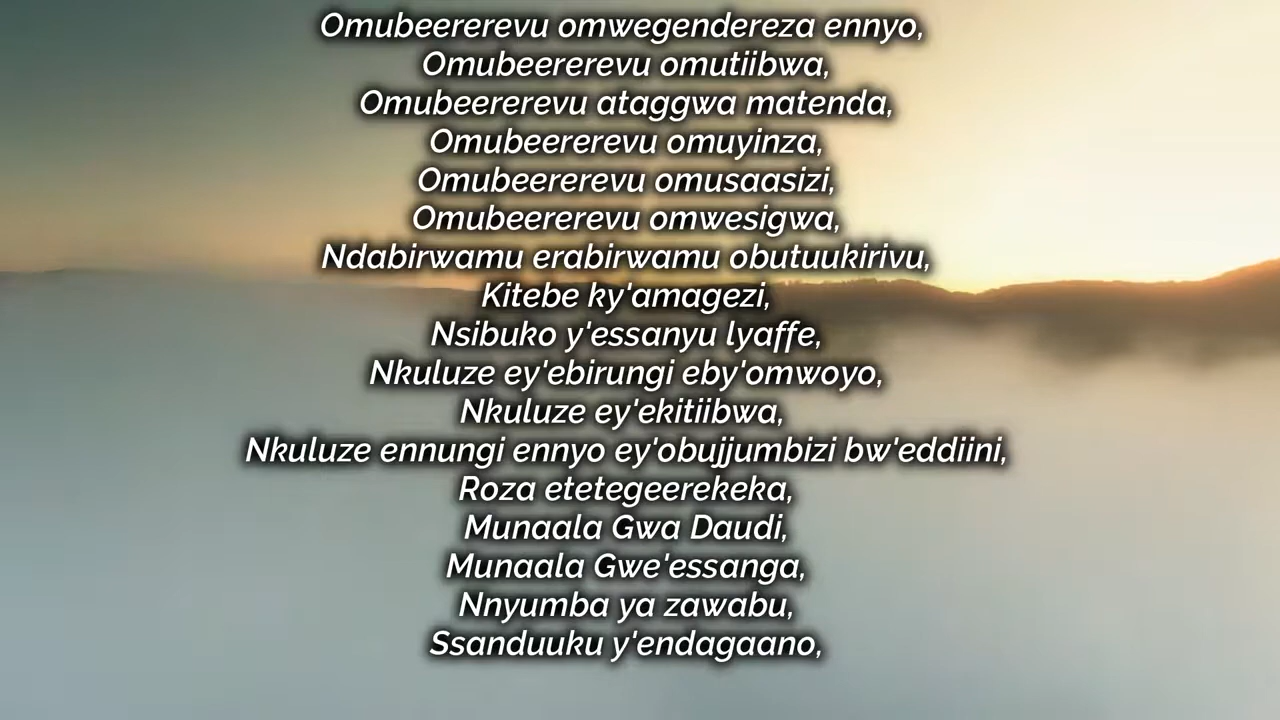 Omubeererevu omwegendereza ennyo,
Omubeererevu omutiibwa,
Omubeererevu ataggwa matenda,
Omubeererevu omuyinza,
Omubeererevu omusaasizi,
Omubeererevu omwesigwa,
Ndabirwamu erabirwamu obutuukirivu,
Kitebe ky'amagezi,
Nsibuko y'essanyu lyaffe,
Nkuluze ey'ebirungi eby'omwoyo,
Nkuluze ey'ekitiibwa,
Nkuluze ennungi ennyo ey'obujjumbizi bw'eddiini,
Roza etetegeerekeka,
Munaala Gwa Daudi,
Munaala Gwe'essanga,
Nnyumba ya zawabu,
Ssanduuku y'endagaano,